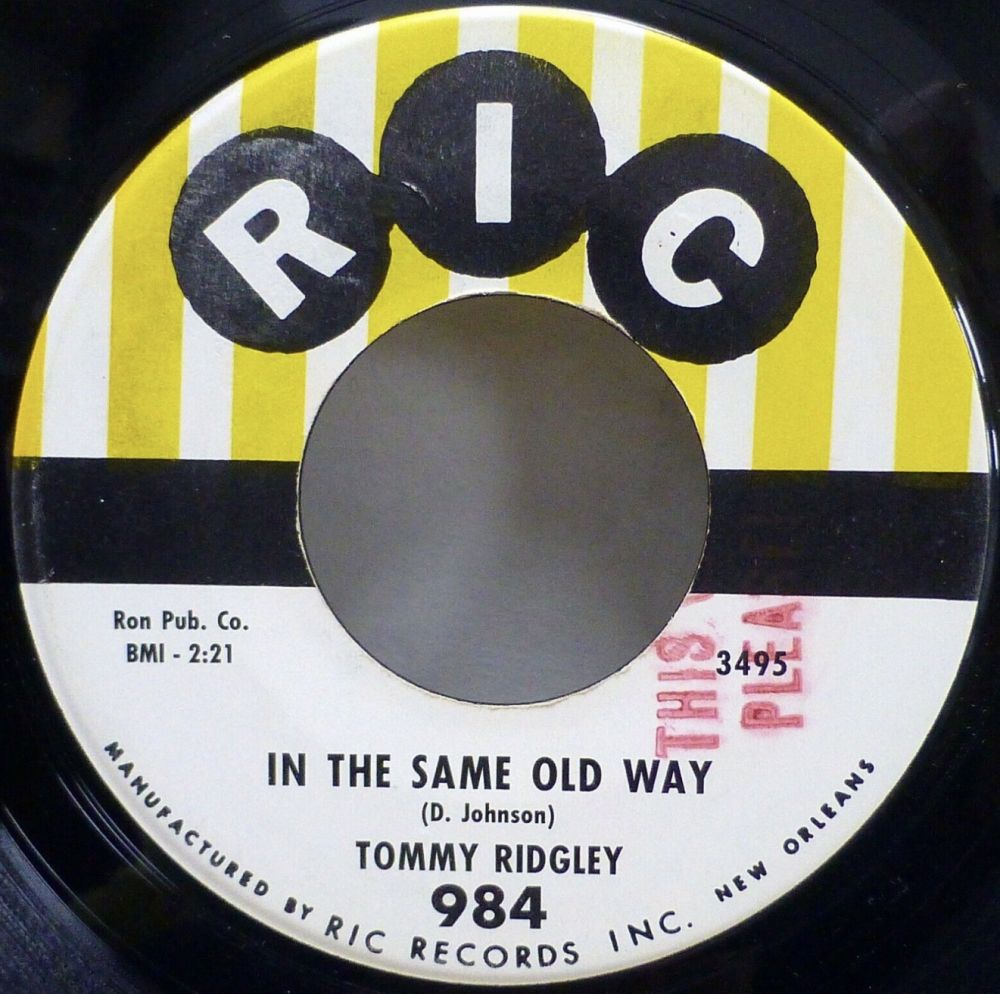 RIC
Ron Pub. Co.
BMI - 2:21
3495
THIS
IN THE SAME OLD WAY
(D. Johnson)
TOMMY RIDGLEY
984
MANUFACTURED BY RIC RECORDS INC. NEW ORLEANS